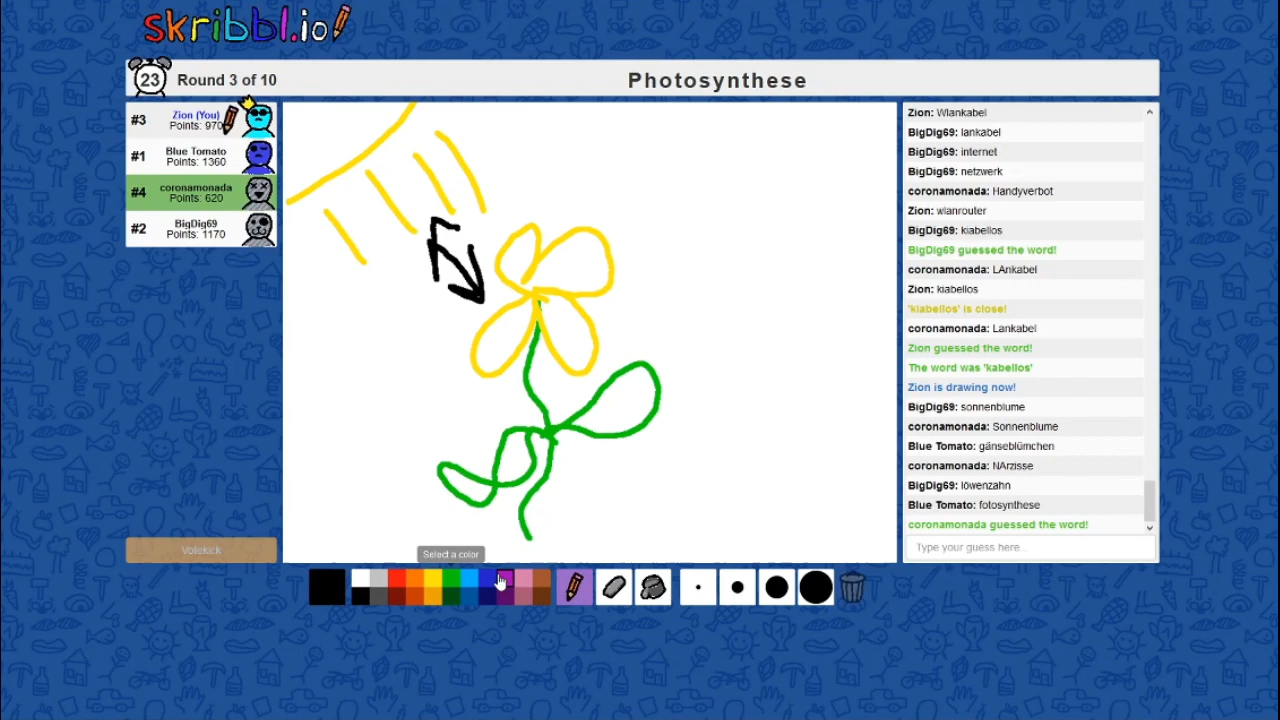 skribbl.io
23 Round 3 of 10 Photosynthese
#3 Zion (You)
Points: 970
#1 Blue Tomato
Points: 1360
#4 coronamonada
Points: 620
#2 BigDig69
Points: 1170
Votekick
Zion: Wlankabel
BigDig69: lankabel
BigDig69: internet
BigDig69: netzwerk
coronamonada: Handyverbot
Zion: wlanrouter
BigDig69: kiabellos
BigDig69 guessed the word!
coronamonada: LAnkabel
Zion: kiabellos
'kiabellos' is close!
coronamonada: Lankabel
Zion guessed the word!
The word was 'kabellos'
Zion is drawing now!
BigDig69: sonnenblume
coronamonada: Sonnenblume
Blue Tomato: gänseblümchen
coronamonada: NArzisse
BigDig69: löwenzahn
Blue Tomato: fotosynthese
coronamonada guessed the word!
Type your guess here...
Select a color